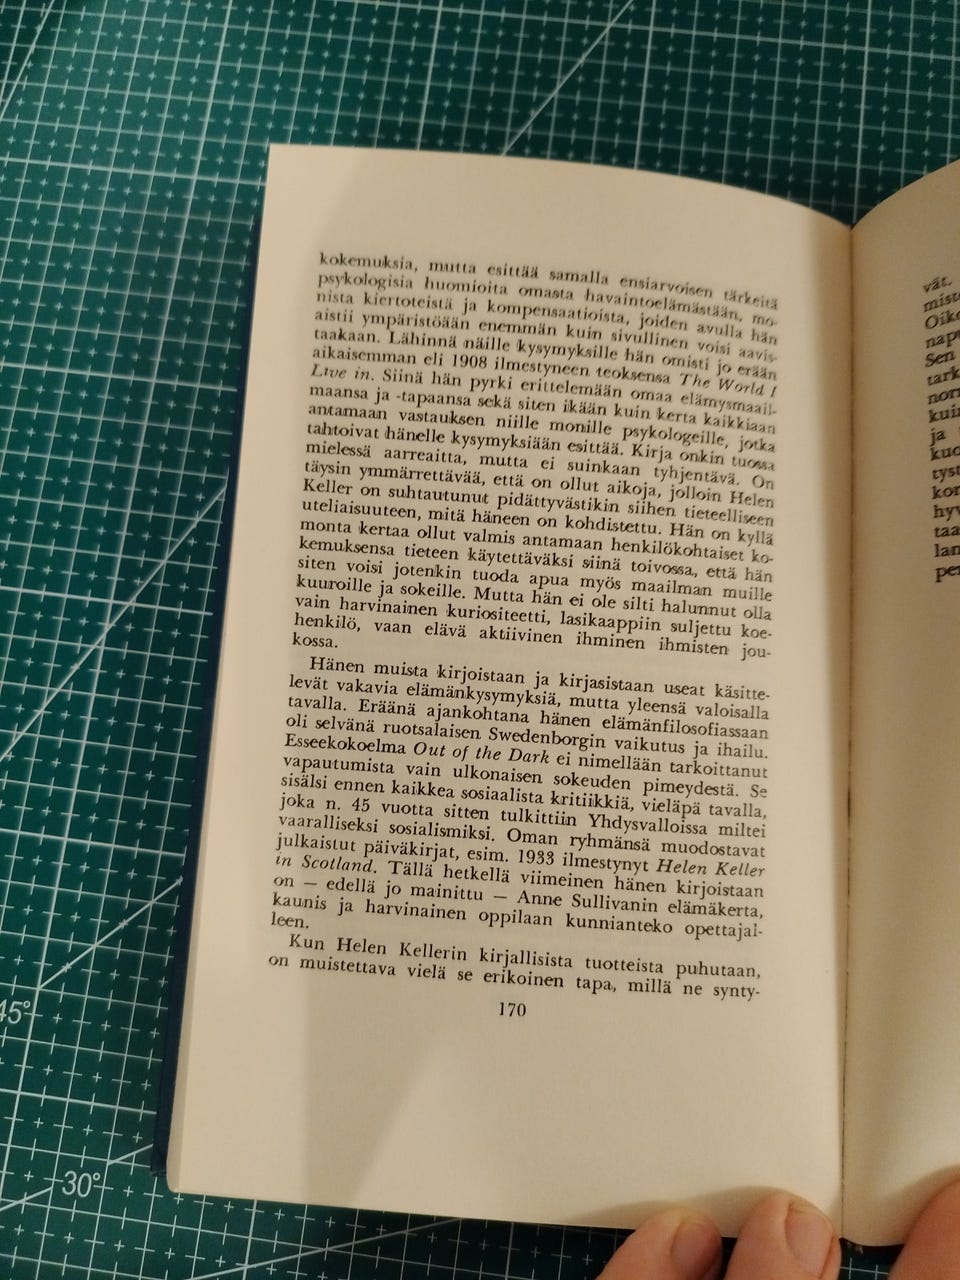 kokemuksia, mutta esittää samalla ensiarvoisen tärkeitä
psykologisia huomioita omasta havaintoelämästään, mo-
nista kiertoteistä ja kompensaatioista, joiden avulla hän
aistii ympäristöään enemmän kuin sivullinen voisi aavis-
taakaan. Lähinnä näille kysymyksille hän omisti jo erään
aikaisemman eli 1908 ilmestyneen teoksensa The World I
Live in. Siinä hän pyrki erittelemään omaa elämysmaail-
maansa ja -tapaansa sekä siten ikään kuin kerta kaikkiaan
antamaan vastauksen niille monille psykologeille, jotka
tahtoivat hänelle kysymyksiään esittää. Kirja onkin tuossa
mielessä aarreaitta, mutta ei suinkaan tyhjentävä. On
täysin ymmärrettävää, että on ollut aikoja, jolloin Helen
Keller on suhtautunut pidättyvästikin siihen tieteelliseen
uteliaisuuteen, mitä häneen on kohdistettu. Hän on kyllä
monta kertaa ollut valmis antamaan henkilökohtaiset ko-
kemuksensa tieteen käytettäväksi siinä toivossa, että hän
siten voisi jotenkin tuoda apua myös maailman muille
kuuroille ja sokeille. Mutta hän ei ole silti halunnut olla
vain harvinainen kuriositeetti, lasikaappiin suljettu koe-
henkilö, vaan elävä aktiivinen ihminen ihmisten jou-
kossa.
Hänen muista kirjoistaan ja kirjasistaan useat käsitte-
levät vakavia elämänkysymyksiä, mutta yleensä valoisalla
tavalla. Eräänä ajankohtana hänen elämänfilosofiassaan
oli selvänä ruotsalaisen Swedenborgin vaikutus ja ihailu.
Esseekokoelma Out of the Dark ei nimellään tarkoittanut
vapautumista vain ulkonaisen sokeuden pimeydestä. Se
sisälsi ennen kaikkea sosiaalista kritiikkiä, vieläpä tavalla,
joka n. 45 vuotta sitten tulkittiin Yhdysvalloissa miltei
vaaralliseksi sosialismiksi. Oman ryhmänsä muodostavat
julkaistut päiväkirjat, esim. 1933 ilmestynyt Helen Keller
in Scotland. Tällä hetkellä viimeinen hänen kirjoistaan
on — edellä jo mainittu — Anne Sullivanin elämäkerta,
kaunis ja harvinainen oppilaan kunnianteko opettajal-
leen.
Kun Helen Kellerin kirjallisista tuotteista puhutaan,
on muistettava vielä se erikoinen tapa, millä ne synty-
170
vät.
Sen
ja
45°
30°